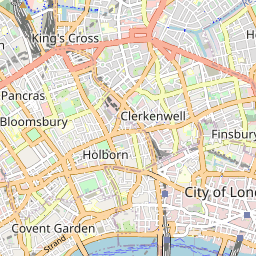 King's Cross
Pancras
Clerkenwell
Bloomsbury
Finsbury
Holborn
City of Lon
Covent Garden
Strand